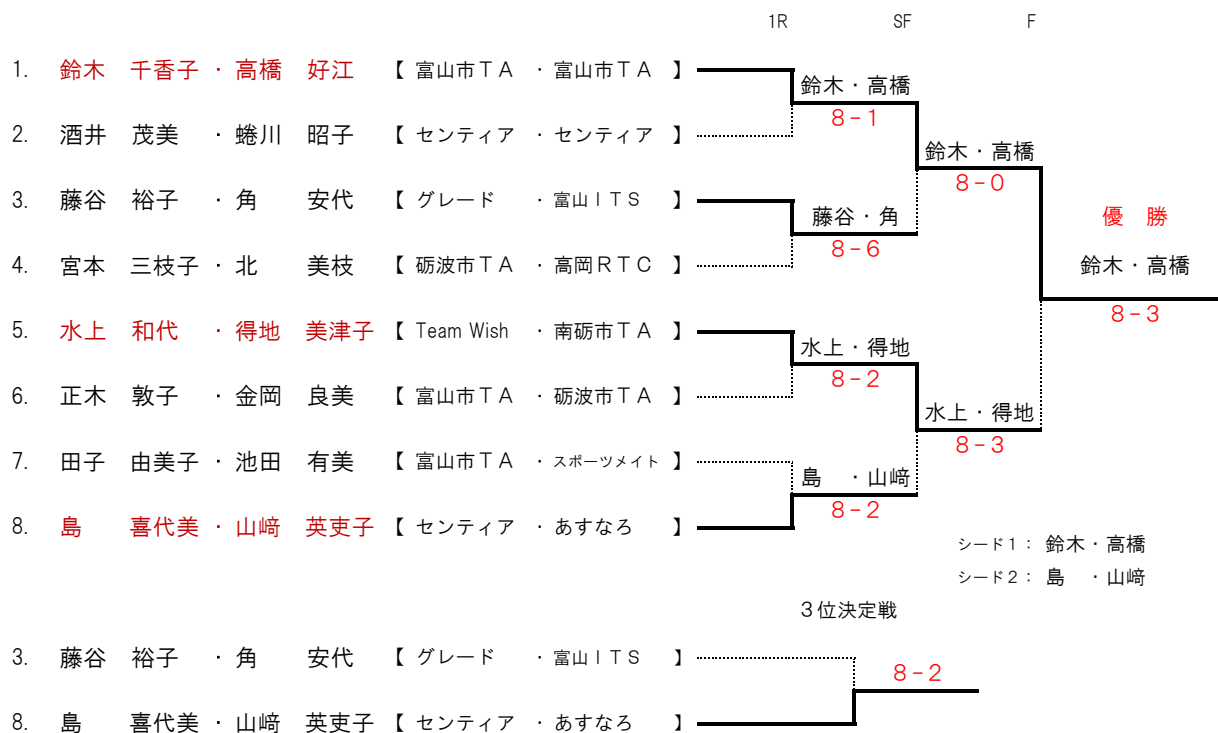 1R SF F
1. 鈴木 千香子 ・ 高橋 好江 【 富山市ＴＡ ・ 富山市ＴＡ 】
鈴木・高橋
8-1
2. 酒井 茂美 ・ 蜷川 昭子 【 センティア ・ センティア 】
鈴木・高橋
8-0
3. 藤谷 裕子 ・ 角 安代 【 グレード ・ 富山ＩＴＳ 】
藤谷・角
8-6
優 勝
4. 宮本 三枝子 ・ 北 美枝 【 砺波市ＴＡ ・ 高岡ＲＴＣ 】
鈴木・高橋
8-3
5. 水上 和代 ・ 得地 美津子 【 Team Wish ・ 南砺市ＴＡ 】
水上・得地
8-2
6. 正木 敦子 ・ 金岡 良美 【 富山市ＴＡ ・ 砺波市ＴＡ 】
水上・得地
8-3
7. 田子 由美子 ・ 池田 有美 【 富山市ＴＡ ・ スポーツメイト 】
島 ・山﨑
8-2
8. 島 喜代美 ・ 山﨑 英吏子 【 センティア ・ あすなろ 】
シード１： 鈴木・高橋
シード２： 島 ・山﨑
３位決定戦
3. 藤谷 裕子 ・ 角 安代 【 グレード ・ 富山ＩＴＳ 】
8-2
8. 島 喜代美 ・ 山﨑 英吏子 【 センティア ・ あすなろ 】